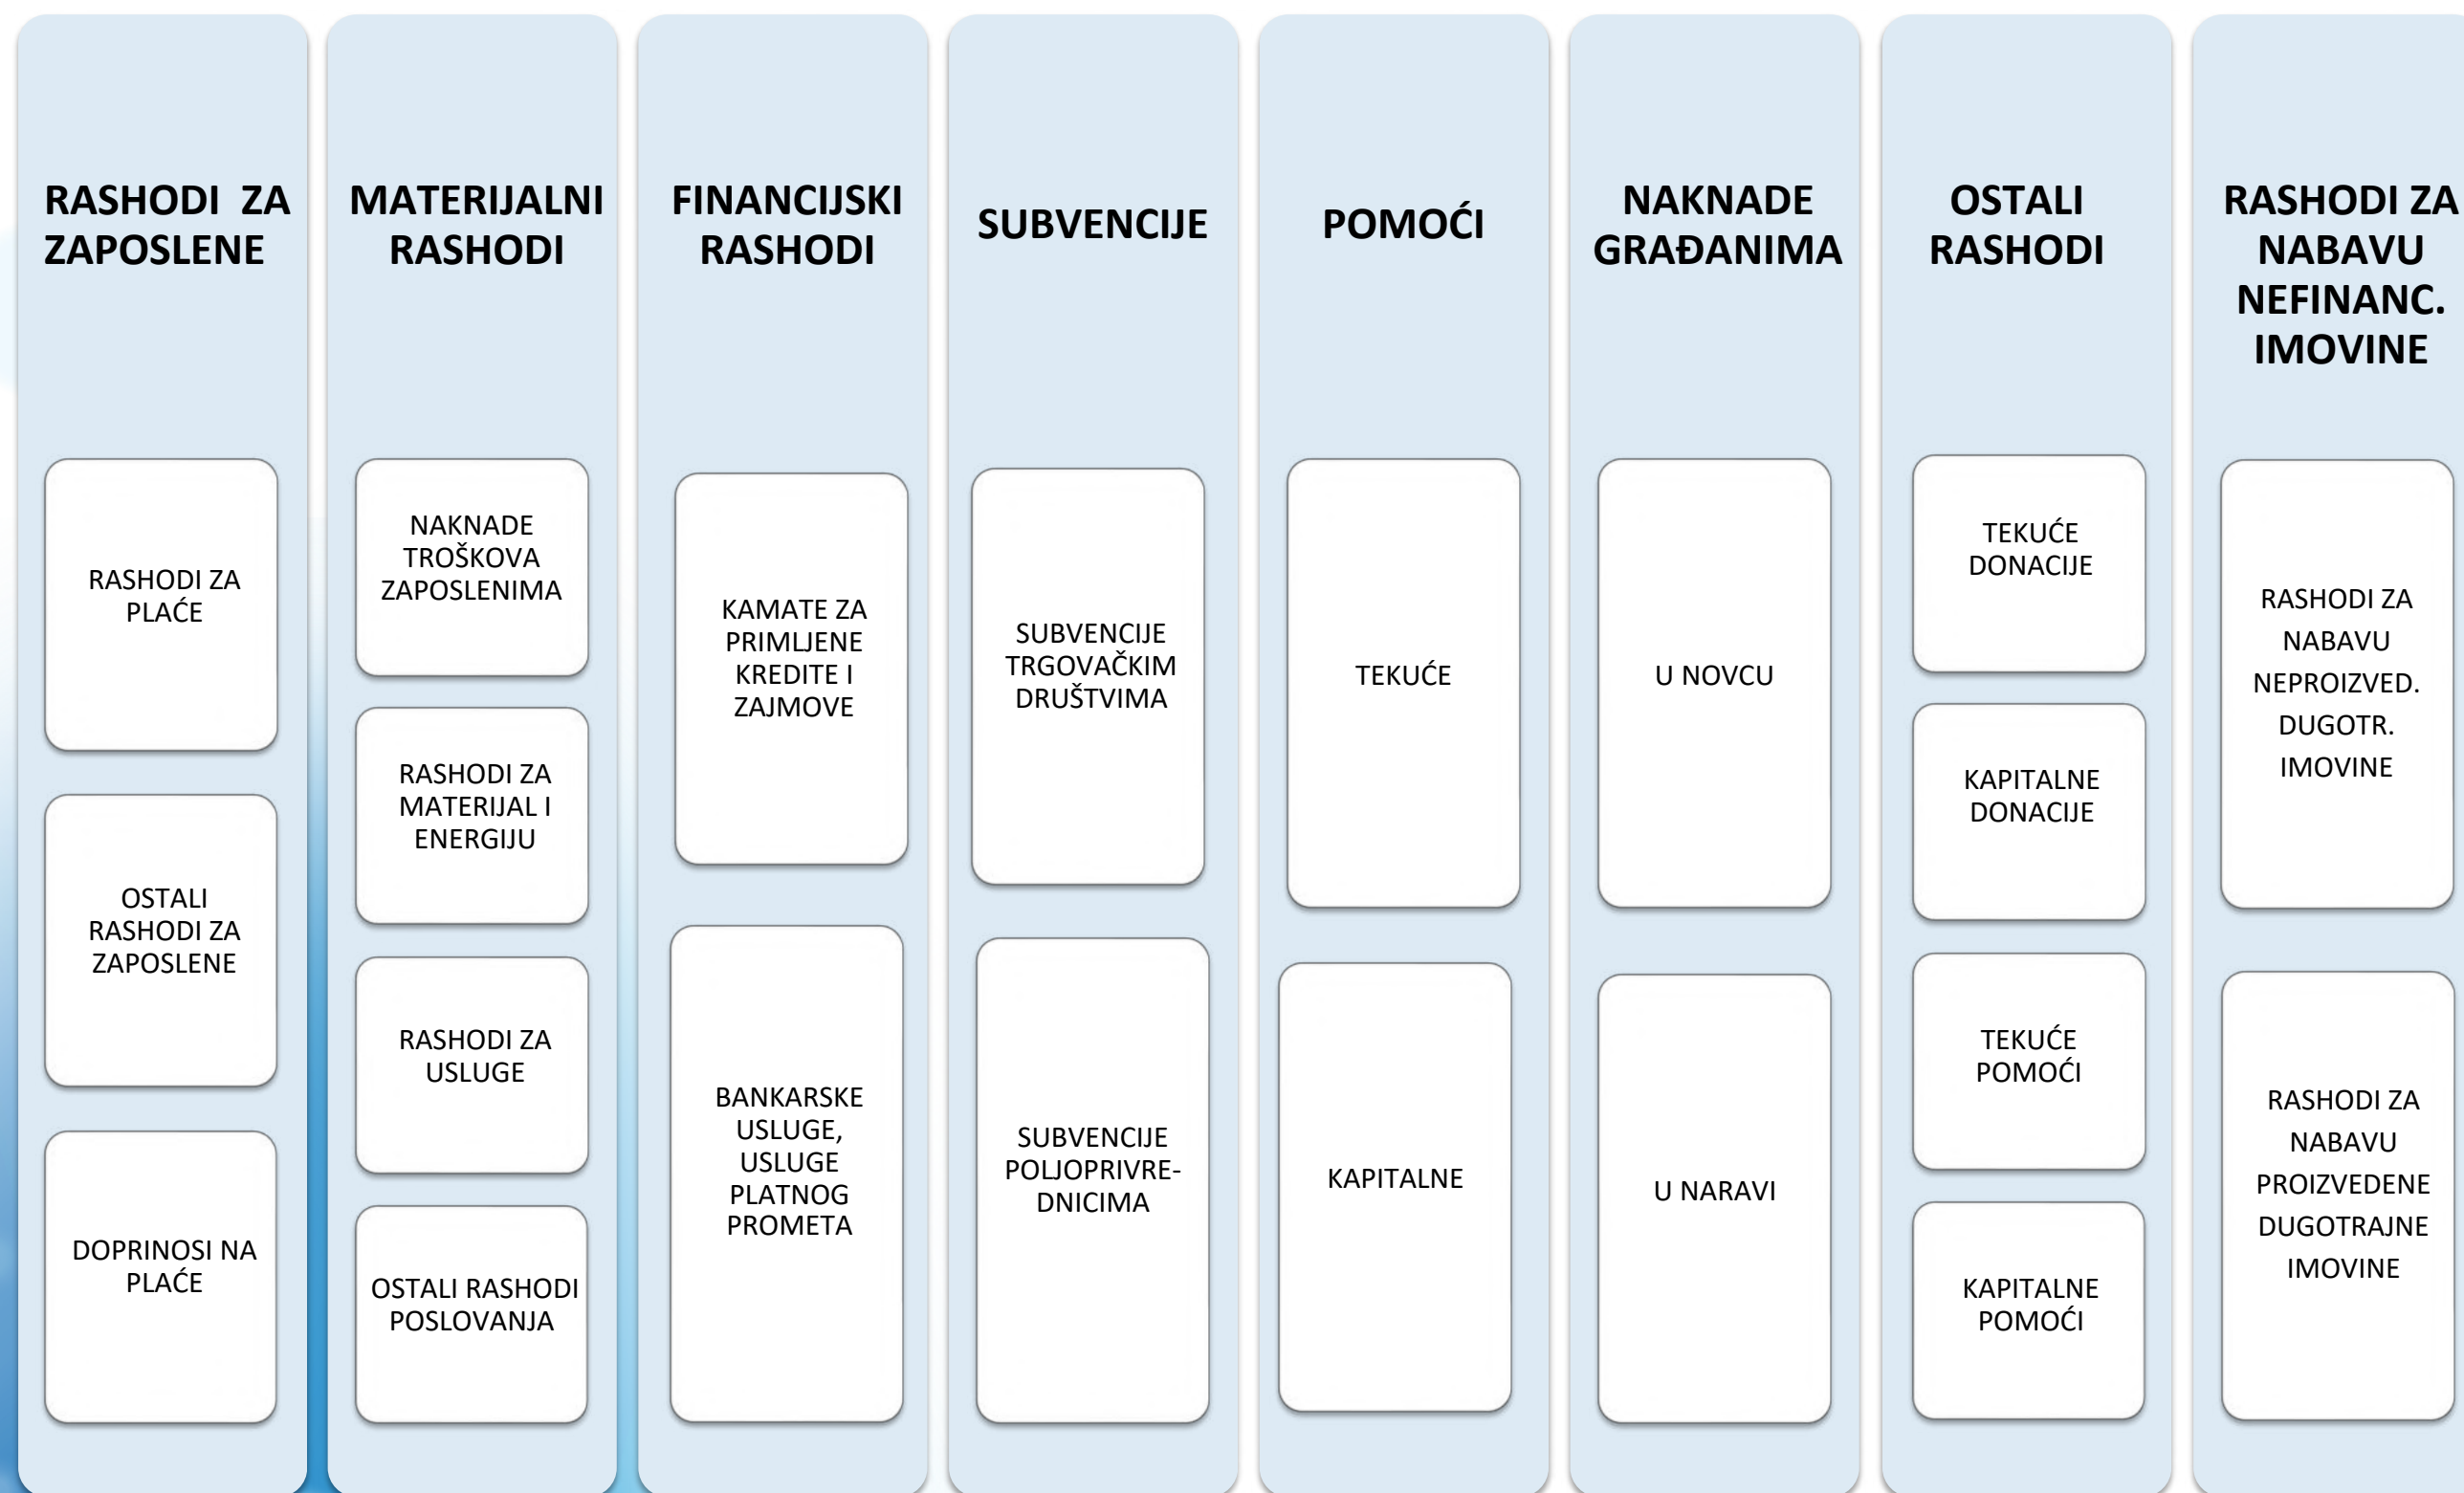 RASHODI ZA
ZAPOSLENE
RASHODI ZA
PLAĆE
OSTALI
RASHODI ZA
ZAPOSLENE
DOPRINOSI NA
PLAĆE
MATERIJALNI
RASHODI
NAKNADE
TROŠKOVA
ZAPOSLENIMA
RASHODI ZA
MATERIJAL I
ENERGIJU
RASHODI ZA
USLUGE
OSTALI RASHODI
POSLOVANJA
FINANCIJSKI
RASHODI
KAMATE ZA
PRIMLJENE
KREDITE I
ZAJMOVE
BANKARSKE
USLUGE,
USLUGE
PLATNOG
PROMETA
SUBVENCIJE
SUBVENCIJE
TRGOVAČKIM
DRUŠTVIMA
SUBVENCIJE
POLJOPRIVRE-
DNICIMA
POMOĆI
TEKUĆE
KAPITALNE
NAKNADE
GRAĐANIMA
U NOVCU
U NARAVI
OSTALI
RASHODI
TEKUĆE
DONACIJE
KAPITALNE
DONACIJE
TEKUĆE
POMOĆI
KAPITALNE
POMOĆI
RASHODI ZA
NABAVU
NEFINANC.
IMOVINE
RASHODI ZA
NABAVU
NEPROIZVED.
DUGOTR.
IMOVINE
RASHODI ZA
NABAVU
PROIZVEDENE
DUGOTRAJNE
IMOVINE